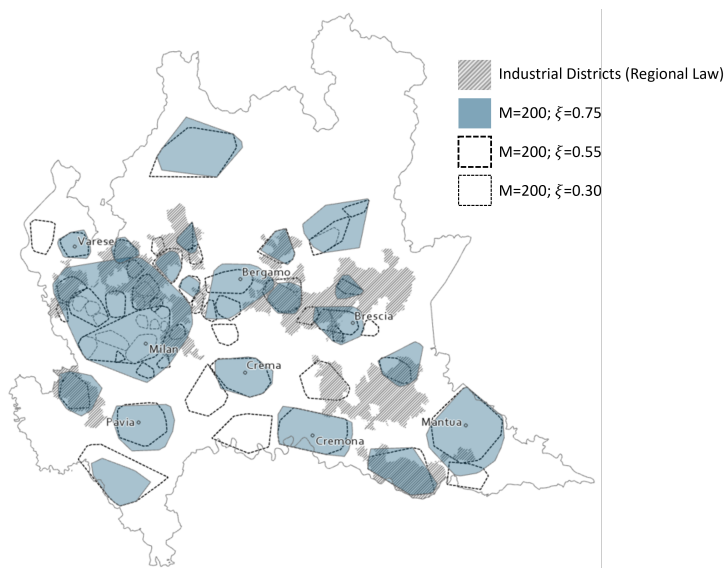 Industrial Districts (Regional Law)
M=200; ξ=0.75
M=200; ξ=0.55
M=200; ξ=0.30
Varese
Bergamo
Brescia
Milan
Crema
Pavia
Mantua
Cremona